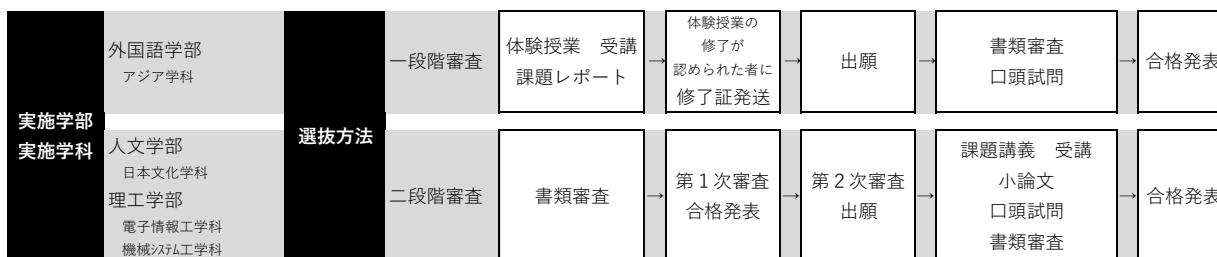 実施学部
実施学科
外国語学部
アジア学科
人文学部
日本文化学科
理工学部
電子情報工学科
機械ｼｽﾃﾑ工学科
選抜方法
一段階審査
体験授業　受講
課題レポート
→
体験授業の
修了が
認められた者に
修了証発送
→
出願
→
書類審査
口頭試問
→
合格発表
二段階審査
書類審査
→
第１次審査
合格発表
→
第２次審査
出願
→
課題講義　受講
小論文
口頭試問
書類審査
→
合格発表